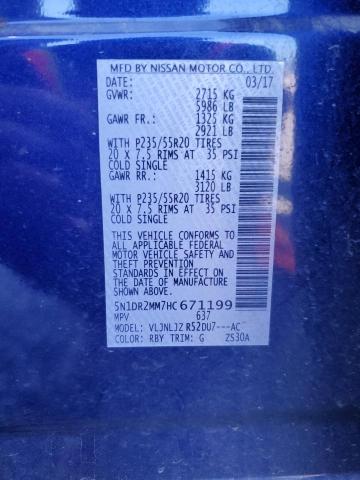 MFD BY NISSAN MOTOR CO., LTD.
DATE: 03/17
GVWR: 2715 KG
5986 LB
GAWR FR.: 1325 KG
2921 LB
WITH P235/55R20 TIRES
20 X 7.5 RIMS AT 35 PSI
COLD SINGLE
GAWR RR.: 1415 KG
3120 LB
WITH P235/55R20 TIRES
20 X 7.5 RIMS AT 35 PSI
COLD SINGLE
THIS VEHICLE CONFORMS TO
ALL APPLICABLE FEDERAL
MOTOR VEHICLE SAFETY
STANDARDS IN EFFECT ON
THE DATE OF MANUFACTURE
SHOWN ABOVE
5N1DR2MM7HC671199
MPV 637
MODEL: VLJNLJZ R52DU7---AC
COLOR: RBY TRIM: G ZS30A